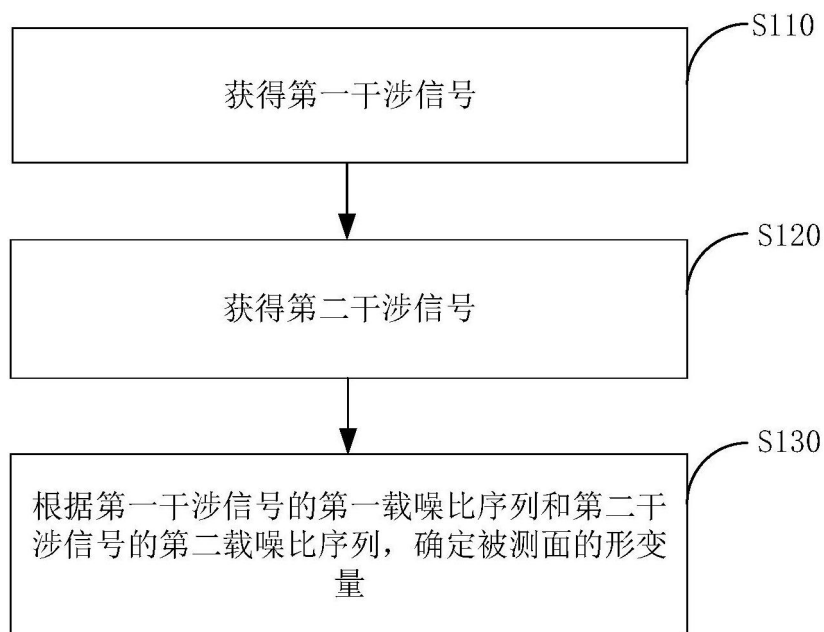 S110
获得第一干涉信号
S120
获得第二干涉信号
S130
根据第一干涉信号的第一载噪比序列和第二干
涉信号的第二载噪比序列，确定被测面的形变
量